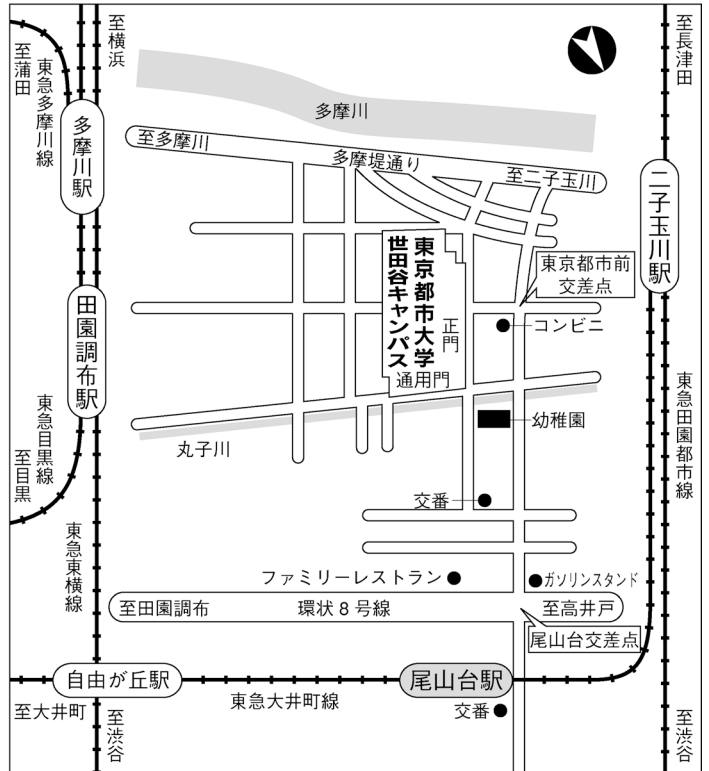 至横浜
至長津田
至蒲田
東急多摩川線
多摩川駅
多摩川
至多摩川
多摩堤通り
至二子玉川
二子玉川駅
東京都市大学
世田谷キャンパス
正門
通用門
東京都市前
交差点
コンビニ
田園調布駅
東急目黒線
至目黒
丸子川
幼稚園
東急田園都市線
交番
東急東横線
ファミリーレストラン
ガソリンスタンド
至田園調布
環状8号線
至高井戸
尾山台交差点
自由が丘駅
尾山台駅
東急大井町線
至大井町
至渋谷
交番
至渋谷